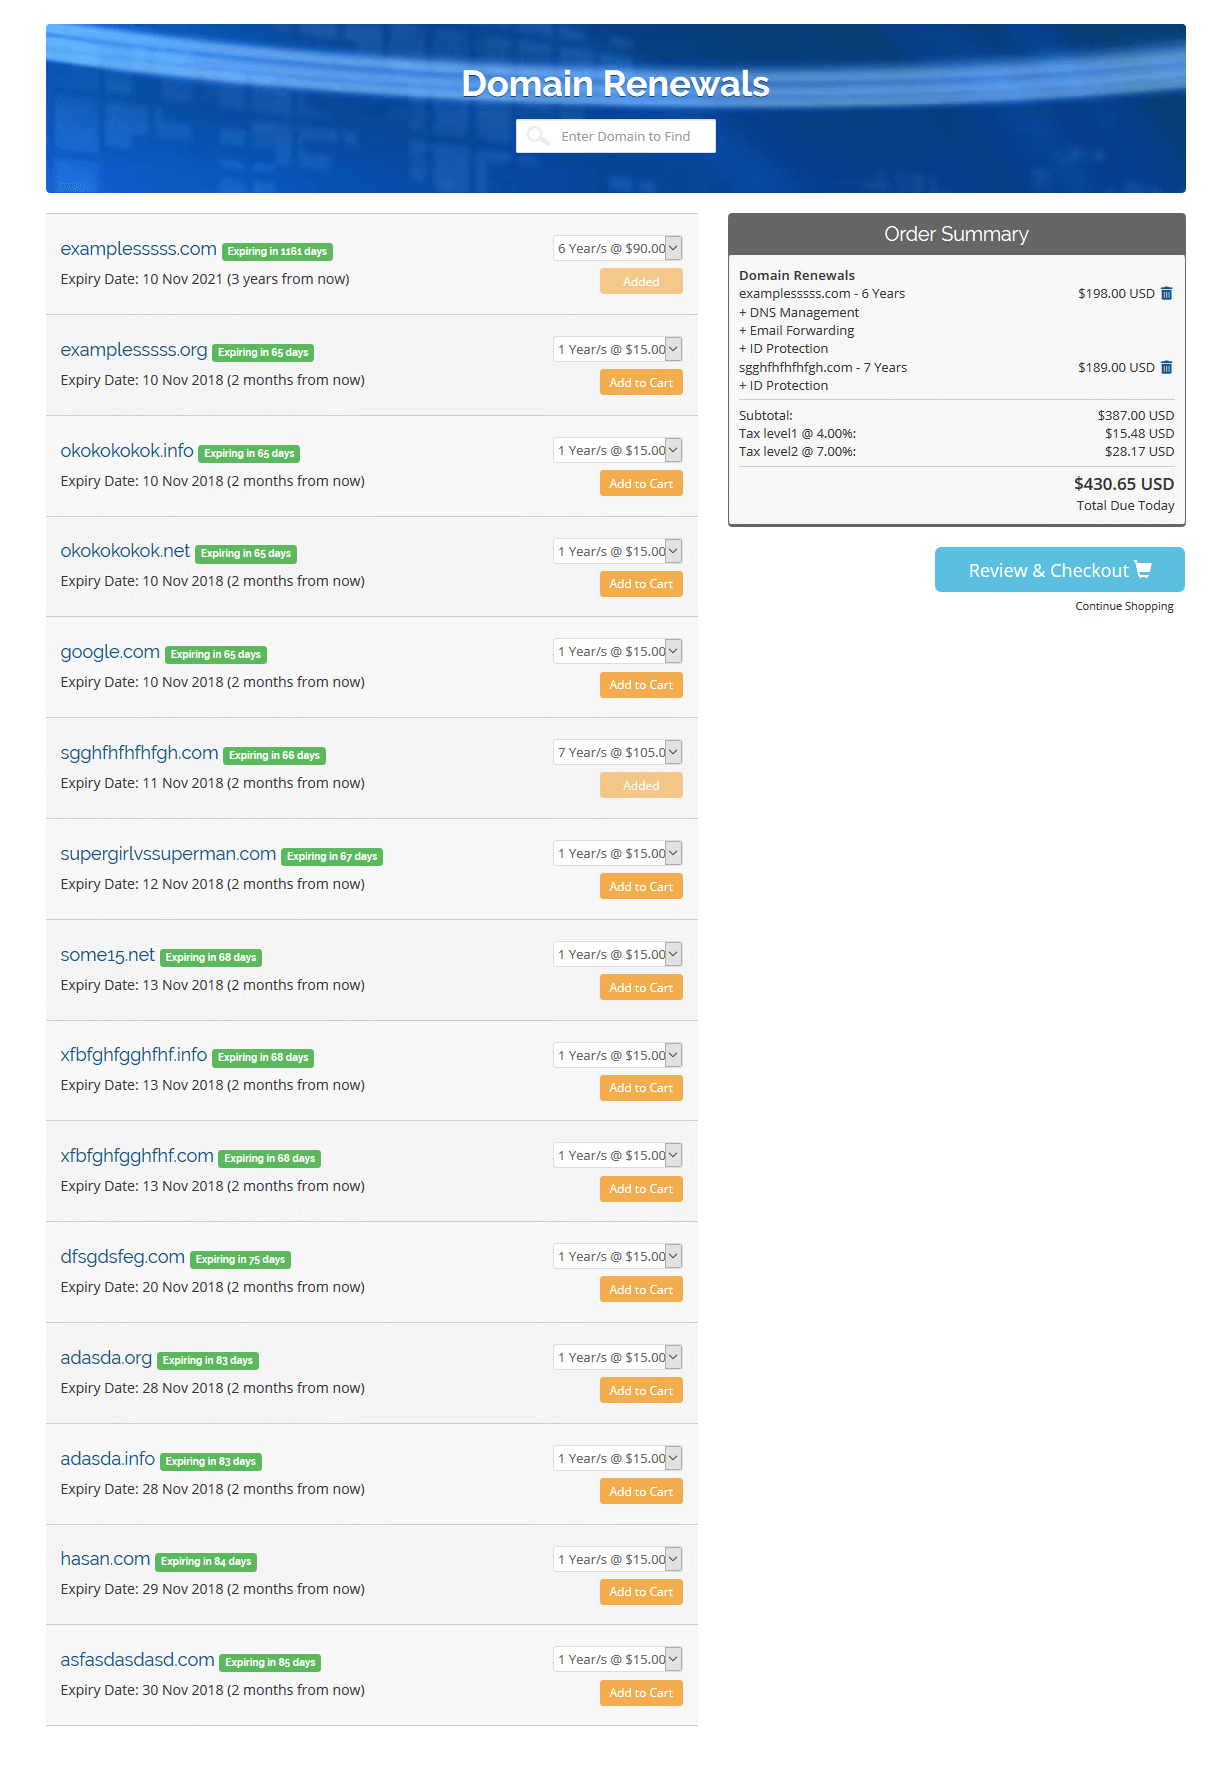 Domain Renewals
Enter Domain to Find
examplesssss.com Expiring in 1161 days
6 Year/s @ $90.00
Expiry Date: 10 Nov 2021 (3 years from now)
Added
examplesssss.org Expiring in 65 days
1 Year/s @ $15.00
Expiry Date: 10 Nov 2018 (2 months from now)
Add to Cart
okokokokok.info Expiring in 65 days
1 Year/s @ $15.00
Expiry Date: 10 Nov 2018 (2 months from now)
Add to Cart
okokokokok.net Expiring in 65 days
1 Year/s @ $15.00
Expiry Date: 10 Nov 2018 (2 months from now)
Add to Cart
google.com Expiring in 65 days
1 Year/s @ $15.00
Expiry Date: 10 Nov 2018 (2 months from now)
Add to Cart
sgghfhfhfhfgh.com Expiring in 66 days
7 Year/s @ $105.0
Expiry Date: 11 Nov 2018 (2 months from now)
Added
supergirlvssuperman.com Expiring in 67 days
1 Year/s @ $15.00
Expiry Date: 12 Nov 2018 (2 months from now)
Add to Cart
some15.net Expiring in 68 days
1 Year/s @ $15.00
Expiry Date: 13 Nov 2018 (2 months from now)
Add to Cart
xfbfghfgghfhf.info Expiring in 68 days
1 Year/s @ $15.00
Expiry Date: 13 Nov 2018 (2 months from now)
Add to Cart
xfbfghfgghfhf.com Expiring in 68 days
1 Year/s @ $15.00
Expiry Date: 13 Nov 2018 (2 months from now)
Add to Cart
dfsgdsfeg.com Expiring in 75 days
1 Year/s @ $15.00
Expiry Date: 20 Nov 2018 (2 months from now)
Add to Cart
adasda.org Expiring in 83 days
1 Year/s @ $15.00
Expiry Date: 28 Nov 2018 (2 months from now)
Add to Cart
adasda.info Expiring in 83 days
1 Year/s @ $15.00
Expiry Date: 28 Nov 2018 (2 months from now)
Add to Cart
hasan.com Expiring in 84 days
1 Year/s @ $15.00
Expiry Date: 29 Nov 2018 (2 months from now)
Add to Cart
asfasdasdasd.com Expiring in 85 days
1 Year/s @ $15.00
Expiry Date: 30 Nov 2018 (2 months from now)
Add to Cart
Order Summary
Domain Renewals
examplesssss.com - 6 Years $198.00 USD
+ DNS Management
+ Email Forwarding
+ ID Protection
sgghfhfhfhfgh.com - 7 Years $189.00 USD
+ ID Protection
Subtotal: $387.00 USD
Tax level1 @ 4.00%: $15.48 USD
Tax level2 @ 7.00%: $28.17 USD
$430.65 USD
Total Due Today
Review & Checkout
Continue Shopping